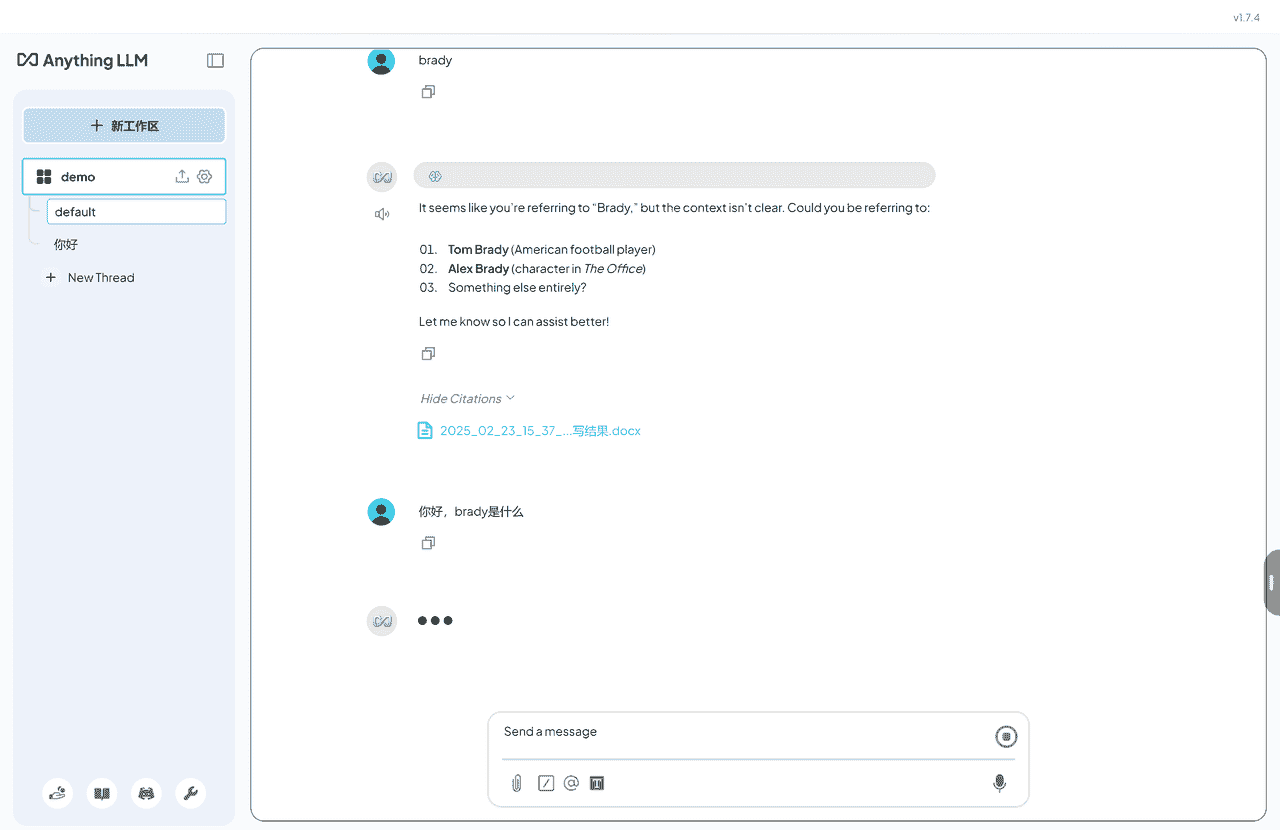 v1.7.4
Anything LLM
新工作区
demo
default
你好
New Thread
brady
It seems like you're referring to “Brady,” but the context isn't clear. Could you be referring to:
01. Tom Brady (American football player)
02. Alex Brady (character in The Office)
03. Something else entirely?
Let me know so I can assist better!
Hide Citations
2025_02_23_15_37_...写结果.docx
你好，brady是什么
Send a message